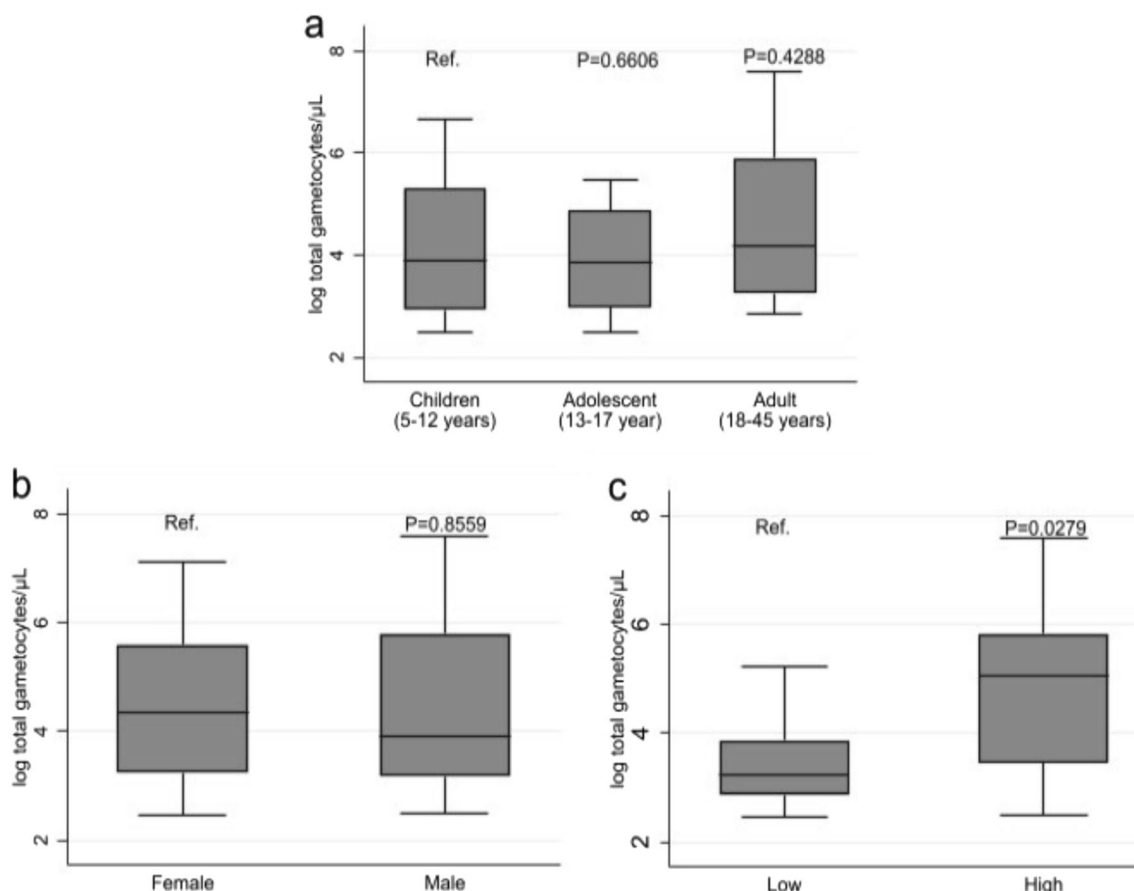 a
Ref.
P=0.6606
P=0.4288
log total gametocytes/μL
8
6
4
2
Children
(5-12 years)
Adolescent
(13-17 year)
Adult
(18-45 years)
b
Ref.
P=0.8559
log total gametocytes/μL
8
6
4
2
Female
Male
c
Ref.
P=0.0279
log total gametocytes/μL
8
6
4
2
Low
High